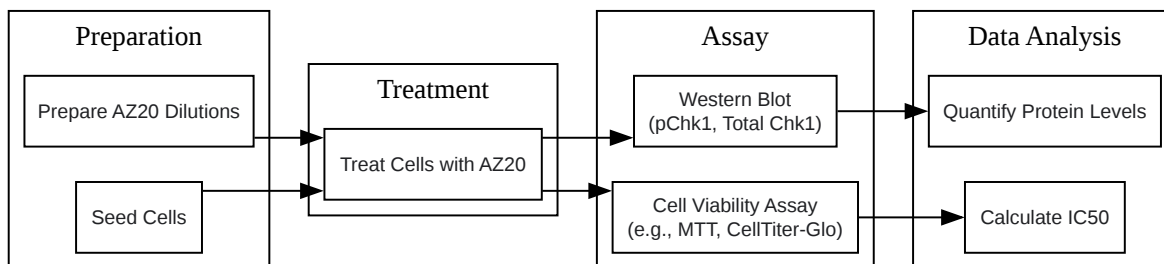 Preparation
Prepare AZ20 Dilutions
Seed Cells
Treatment
Treat Cells with AZ20
Assay
Western Blot
(pChk1, Total Chk1)
Cell Viability Assay
(e.g., MTT, CellTiter-Glo)
Data Analysis
Quantify Protein Levels
Calculate IC50